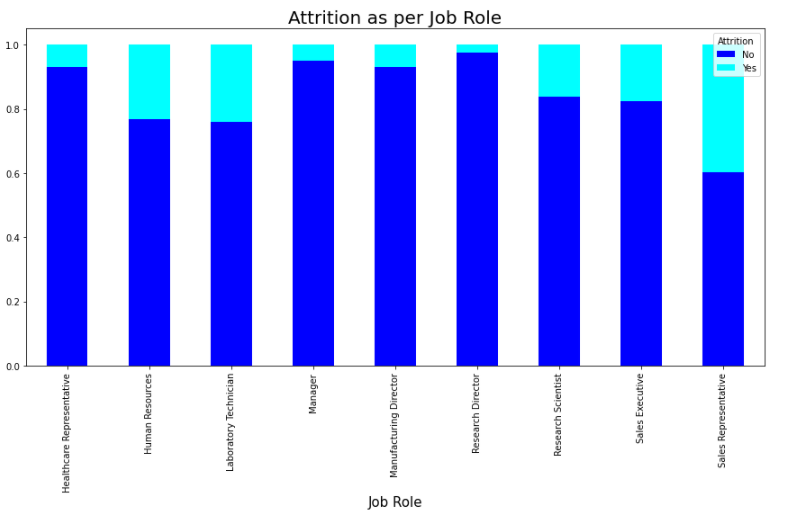 Attrition as per Job Role
Attrition
No
Yes
1.0
0.8
0.6
0.4
0.2
0.0
Healthcare Representative
Human Resources
Laboratory Technician
Manager
Manufacturing Director
Research Director
Research Scientist
Sales Executive
Sales Representative
Job Role